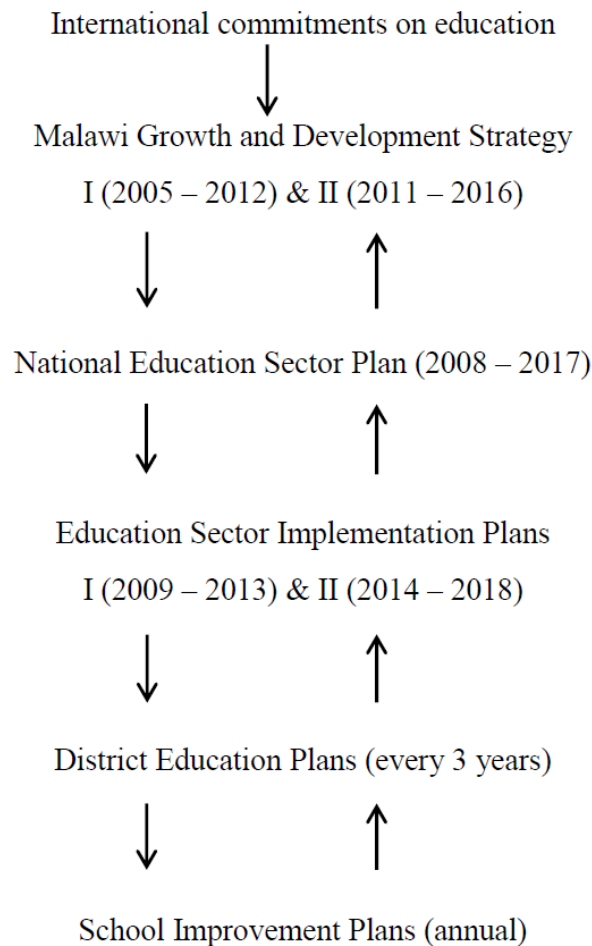 International commitments on education
Malawi Growth and Development Strategy
I (2005 – 2012) & II (2011 – 2016)
National Education Sector Plan (2008 – 2017)
Education Sector Implementation Plans
I (2009 – 2013) & II (2014 – 2018)
District Education Plans (every 3 years)
School Improvement Plans (annual)